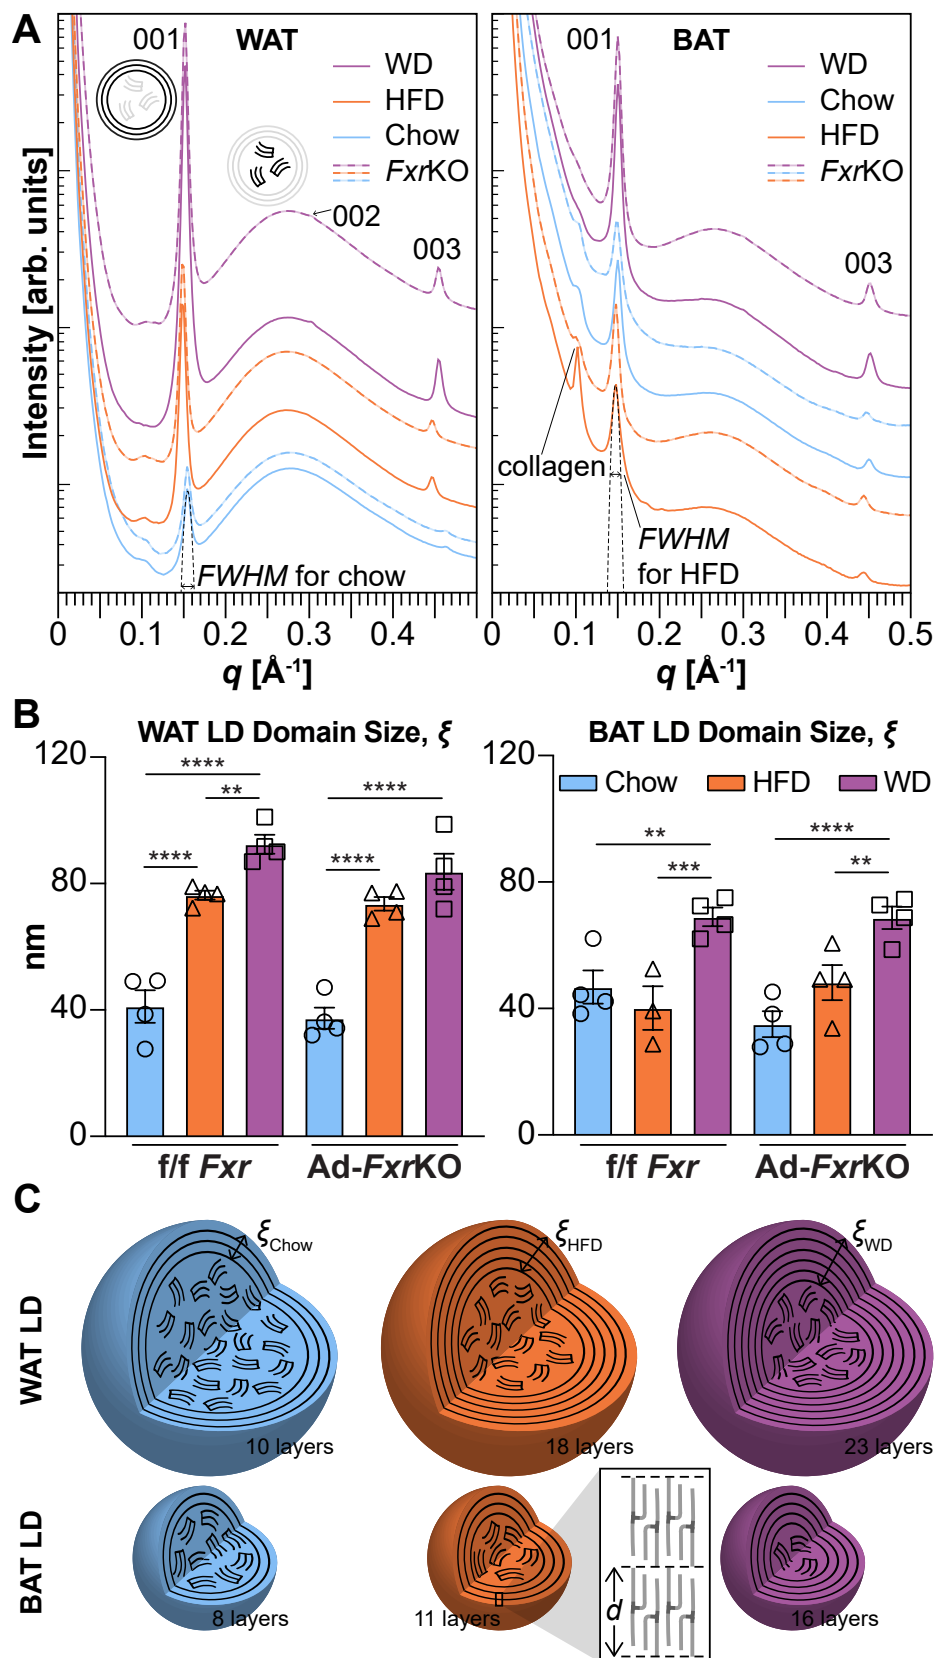 A
WAT
001
WD
HFD
Chow
FxrKO
002
003
FWHM for chow
Intensity [arb. units]
0
0.1
0.2
0.3
0.4
q [Å-1]
BAT
001
WD
Chow
HFD
FxrKO
003
collagen
FWHM
for HFD
0
0.1
0.2
0.3
0.4
0.5
q [Å-1]
B
WAT LD Domain Size, ξ
120
80
40
0
nm
****
**
****
****
****
f/f Fxr
Ad-FxrKO
BAT LD Domain Size, ξ
120
80
40
0
Chow
HFD
WD
**
***
****
**
f/f Fxr
Ad-FxrKO
C
WAT LD
ξChow
10 layers
ξHFD
18 layers
ξWD
23 layers
BAT LD
8 layers
11 layers
d
16 layers